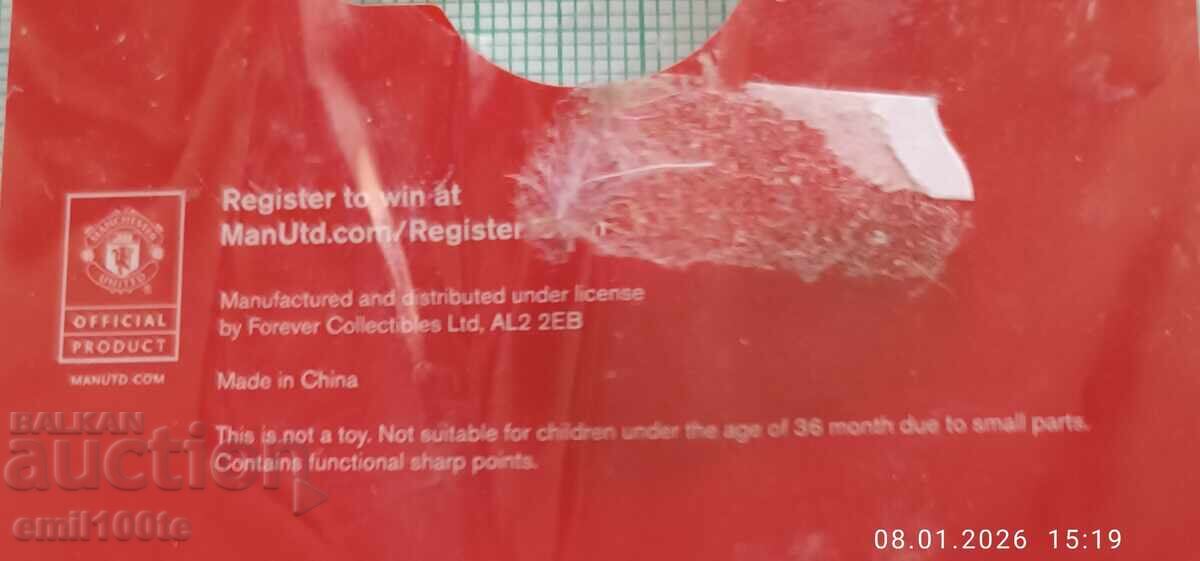 Register to win at
ManUtd.com/Register
MANCHESTER
UNITED
OFFICIAL
PRODUCT
MANUTD.COM
Manufactured and distributed under license
by Forever Collectibles Ltd, AL2 2EB
Made in China
This is not a toy. Not suitable for children under the age of 36 month due to small parts.
Contains functional sharp points.
BALKAN
auction
emil100te
08.01.2026 15:19